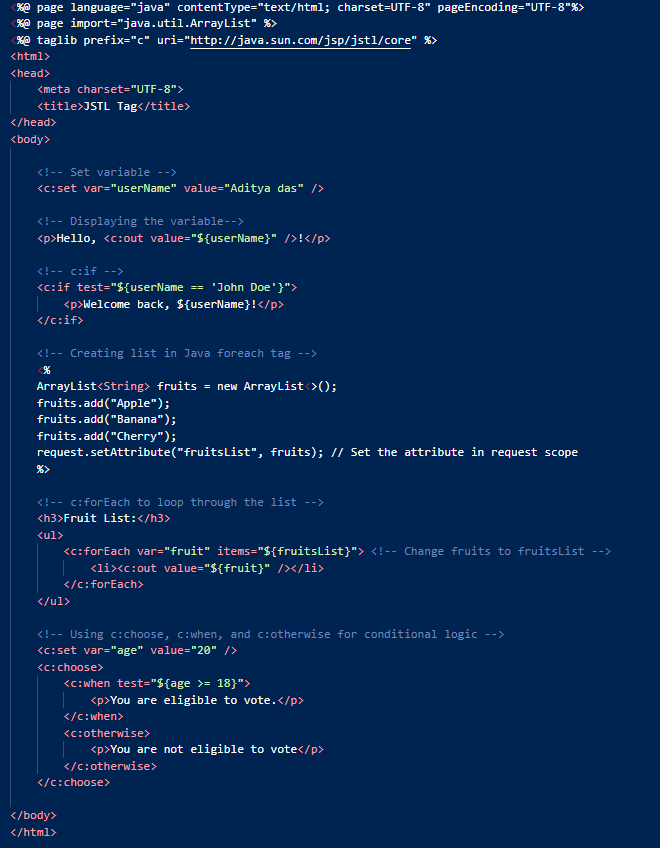 <%@ page language="java" contentType="text/html; charset=UTF-8" pageEncoding="UTF-8"%>
<%@ page import="java.util.ArrayList" %>
<%@ taglib prefix="c" uri="http://java.sun.com/jsp/jstl/core" %>
<html>
<head>
    <meta charset="UTF-8">
    <title>JSTL Tag</title>
</head>
<body>

    <!-- Set variable -->
    <c:set var="userName" value="Aditya das" />

    <!-- Displaying the variable-->
    <p>Hello, <c:out value="${userName}" />!</p>

    <!-- c:if -->
    <c:if test="${userName == 'John Doe'}">
        <p>Welcome back, ${userName}!</p>
    </c:if>

    <!-- Creating list in Java foreach tag -->
    <%
    ArrayList<String> fruits = new ArrayList<>();
    fruits.add("Apple");
    fruits.add("Banana");
    fruits.add("Cherry");
    request.setAttribute("fruitsList", fruits); // Set the attribute in request scope
    %>

    <!-- c:forEach to loop through the list -->
    <h3>Fruit List:</h3>
    <ul>
        <c:forEach var="fruit" items="${fruitsList}"> <!-- Change fruits to fruitsList -->
            <li><c:out value="${fruit}" /></li>
        </c:forEach>
    </ul>

    <!-- Using c:choose, c:when, and c:otherwise for conditional logic -->
    <c:set var="age" value="20" />
    <c:choose>
        <c:when test="${age >= 18}">
            <p>You are eligible to vote.</p>
        </c:when>
        <c:otherwise>
            <p>You are not eligible to vote</p>
        </c:otherwise>
    </c:choose>

</body>
</html>